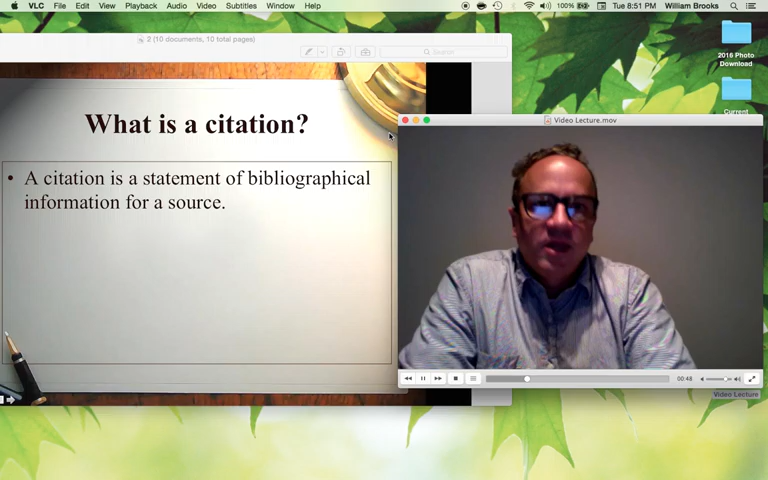 VLC File Edit View Playback Audio Video Subtitles Window Help 100% Tue 8:51 PM William Brooks
2 (10 documents, 10 total pages)
Search
2016 Photo
Download
Current
What is a citation?
• A citation is a statement of bibliographical
information for a source.
Video Lecture.mov
00:48
Video Lecture